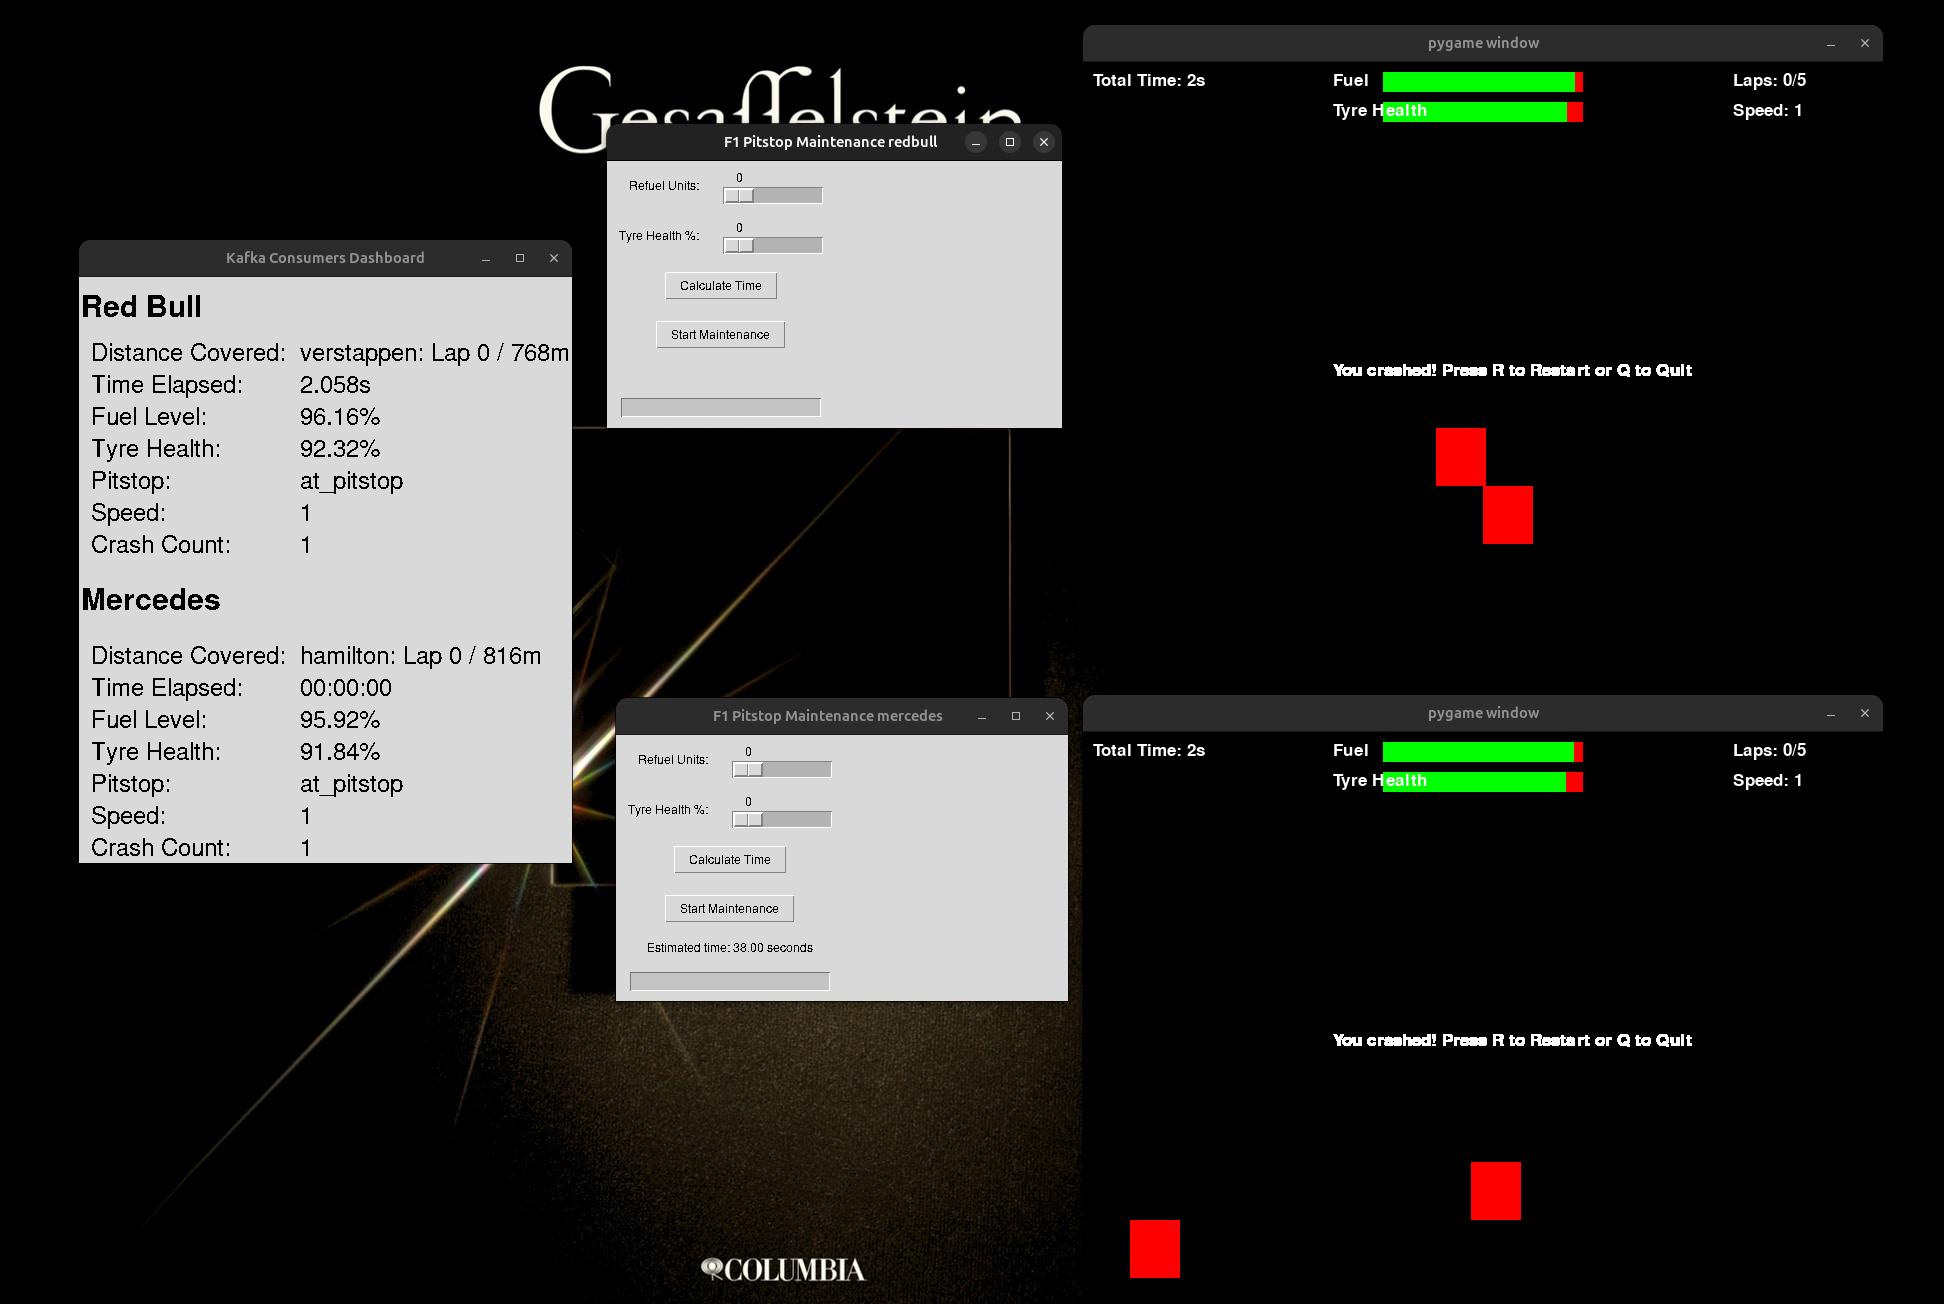 Gesaffelstein
Kafka Consumers Dashboard
Red Bull
Distance Covered: verstappen: Lap 0 / 768m
Time Elapsed: 2.058s
Fuel Level: 96.16%
Tyre Health: 92.32%
Pitstop: at_pitstop
Speed: 1
Crash Count: 1
Mercedes
Distance Covered: hamilton: Lap 0 / 816m
Time Elapsed: 00:00:00
Fuel Level: 95.92%
Tyre Health: 91.84%
Pitstop: at_pitstop
Speed: 1
Crash Count: 1
F1 Pitstop Maintenance redbull
0
Refuel Units:
0
Tyre Health %:
Calculate Time
Start Maintenance
F1 Pitstop Maintenance mercedes
0
Refuel Units:
0
Tyre Health %:
Calculate Time
Start Maintenance
Estimated time: 38.00 seconds
COLUMBIA
pygame window
Total Time: 2s Fuel Laps: 0/5
Tyre Health Speed: 1
You crashed! Press R to Restart or Q to Quit
pygame window
Total Time: 2s Fuel Laps: 0/5
Tyre Health Speed: 1
You crashed! Press R to Restart or Q to Quit